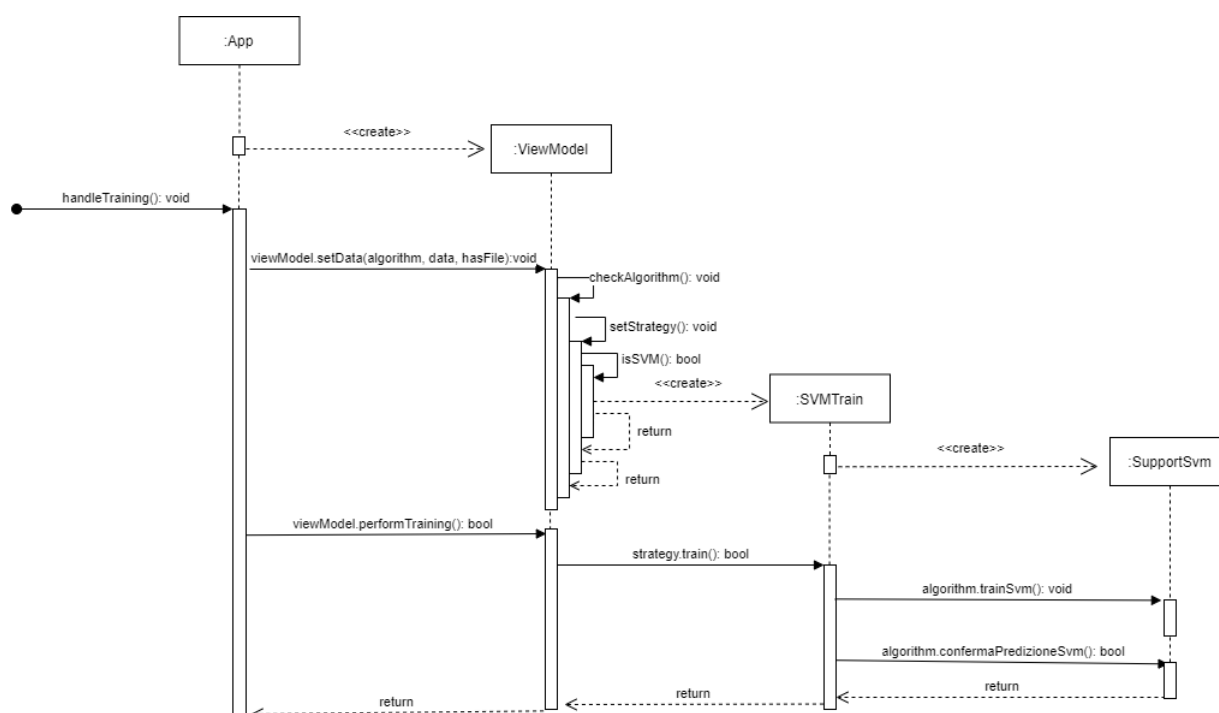 :App
<<create>>
:ViewModel
handleTraining(): void
viewModel.setData(algorithm, data, hasFile):void
checkAlgorithm(): void
setStrategy(): void
isSVM(): bool
<<create>>
:SVMTrain
return
<<create>>
:SupportSvm
return
viewModel.performTraining(): bool
strategy.train(): bool
algorithm.trainSvm(): void
algorithm.confermaPredizioneSvm(): bool
return
return
return